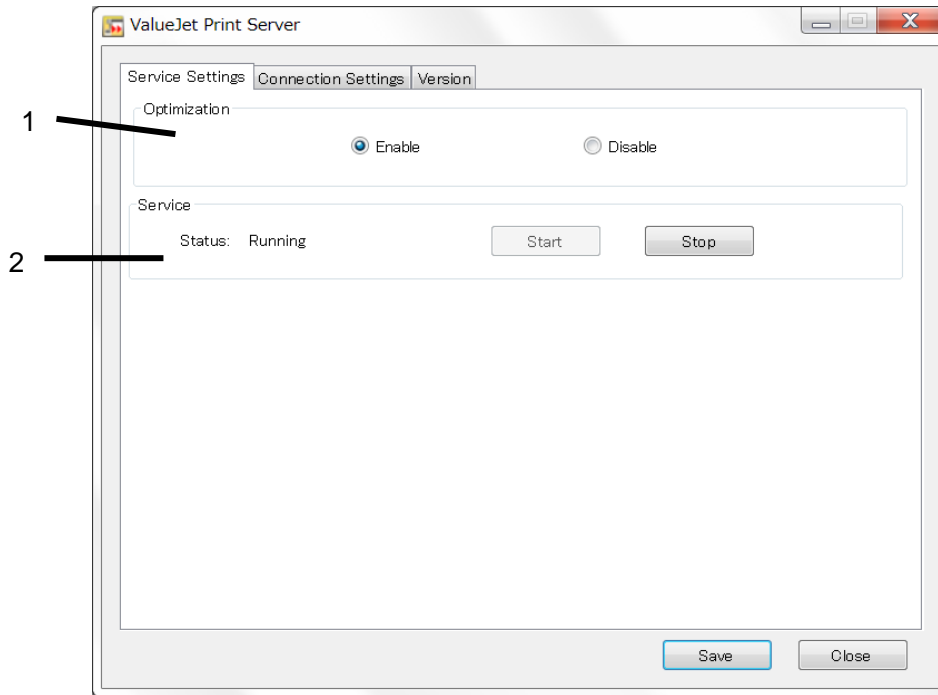 ValueJet Print Server
Service Settings Connection Settings Version
Optimization
1
Enable Disable
Service
Status: Running Start Stop
2
Save Close